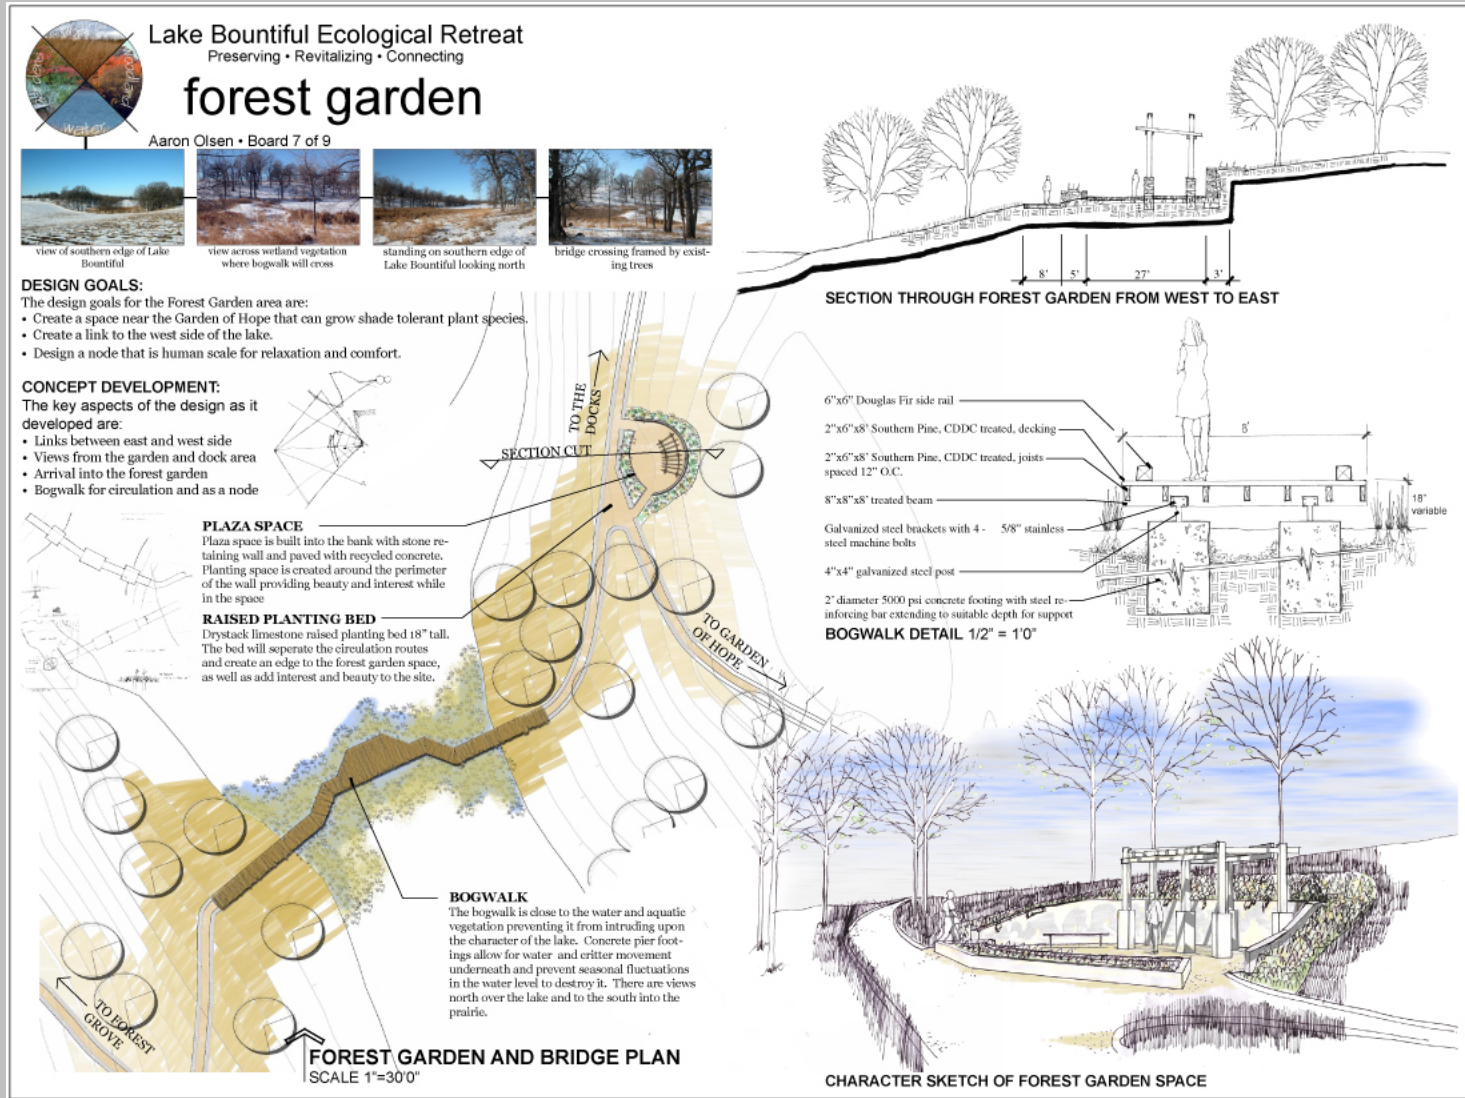 Lake Bountiful Ecological Retreat
Preserving • Revitalizing • Connecting
forest garden
Aaron Olsen • Board 7 of 9
water
view of southern edge of Lake
Bountiful
view across wetland vegetation
where bogwalk will cross
standing on southern edge of
Lake Bountiful looking north
bridge crossing framed by exist-
ing trees
DESIGN GOALS:
The design goals for the Forest Garden area are:
• Create a space near the Garden of Hope that can grow shade tolerant plant species.
• Create a link to the west side of the lake.
• Design a node that is human scale for relaxation and comfort.
CONCEPT DEVELOPMENT:
The key aspects of the design as it
developed are:
• Links between east and west side
• Views from the garden and dock area
• Arrival into the forest garden
• Bogwalk for circulation and as a node
TO THE
DOCKS
SECTION CUT
PLAZA SPACE
Plaza space is built into the bank with stone re-
taining wall and paved with recycled concrete.
Planting space is created around the perimeter
of the wall providing beauty and interest while
in the space
RAISED PLANTING BED
Drystack limestone raised planting bed 18" tall.
The bed will seperate the circulation routes
and create an edge to the forest garden space,
as well as add interest and beauty to the site.
TO GARDEN
OF HOPE
BOGWALK
The bogwalk is close to the water and aquatic
vegetation preventing it from intruding upon
the character of the lake. Concrete pier foot-
ings allow for water and critter movement
underneath and prevent seasonal fluctuations
in the water level to destroy it. There are views
north over the lake and to the south into the
prairie.
TO FOREST
GROVE
FOREST GARDEN AND BRIDGE PLAN
SCALE 1"=30'0"
8' 5' 27' 3'
SECTION THROUGH FOREST GARDEN FROM WEST TO EAST
6"x6" Douglas Fir side rail
2"x6"x8' Southern Pine, CDDC treated, decking
2"x6"x8' Southern Pine, CDDC treated, joists
spaced 12" O.C.
8"x8"x8' treated beam
Galvanized steel brackets with 4 - 5/8" stainless
steel machine bolts
4"x4" galvanized steel post
2' diameter 5000 psi concrete footing with steel re-
inforcing bar extending to suitable depth for support
8'
18"
variable
BOGWALK DETAIL 1/2" = 1'0"
CHARACTER SKETCH OF FOREST GARDEN SPACE